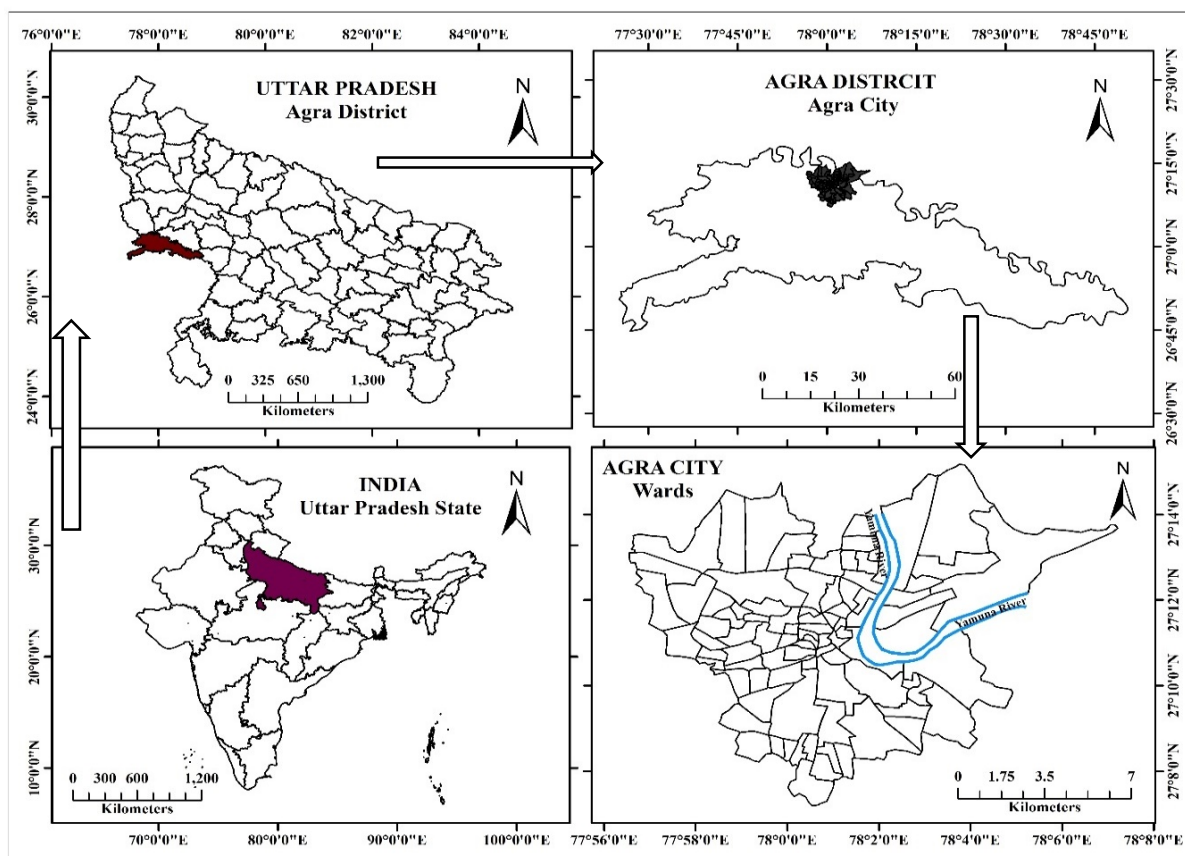 76°0'0"E 78°0'0"E 80°0'0"E 82°0'0"E 84°0'0"E
30°0'0"N
28°0'0"N
26°0'0"N
24°0'0"N
UTTAR PRADESH
Agra District
N
0 325 650 1,300
Kilometers
77°30'0"E 77°45'0"E 78°0'0"E 78°15'0"E 78°30'0"E 78°45'0"E
AGRA DISTRCIT
Agra City
N
27°30'0"N
27°15'0"N
27°0'0"N
26°45'0"N
26°30'0"N
0 15 30 60
Kilometers
INDIA
Uttar Pradesh State
N
30°0'0"N
20°0'0"N
10°0'0"N
0 300 600 1,200
Kilometers
70°0'0"E 80°0'0"E 90°0'0"E 100°0'0"E
AGRA CITY
Wards
N
Yamuna River
Yamuna River
27°14'0"N
27°12'0"N
27°10'0"N
27°8'0"N
0 1.75 3.5 7
Kilometers
77°56'0"E 77°58'0"E 78°0'0"E 78°2'0"E 78°4'0"E 78°6'0"E 78°8'0"E